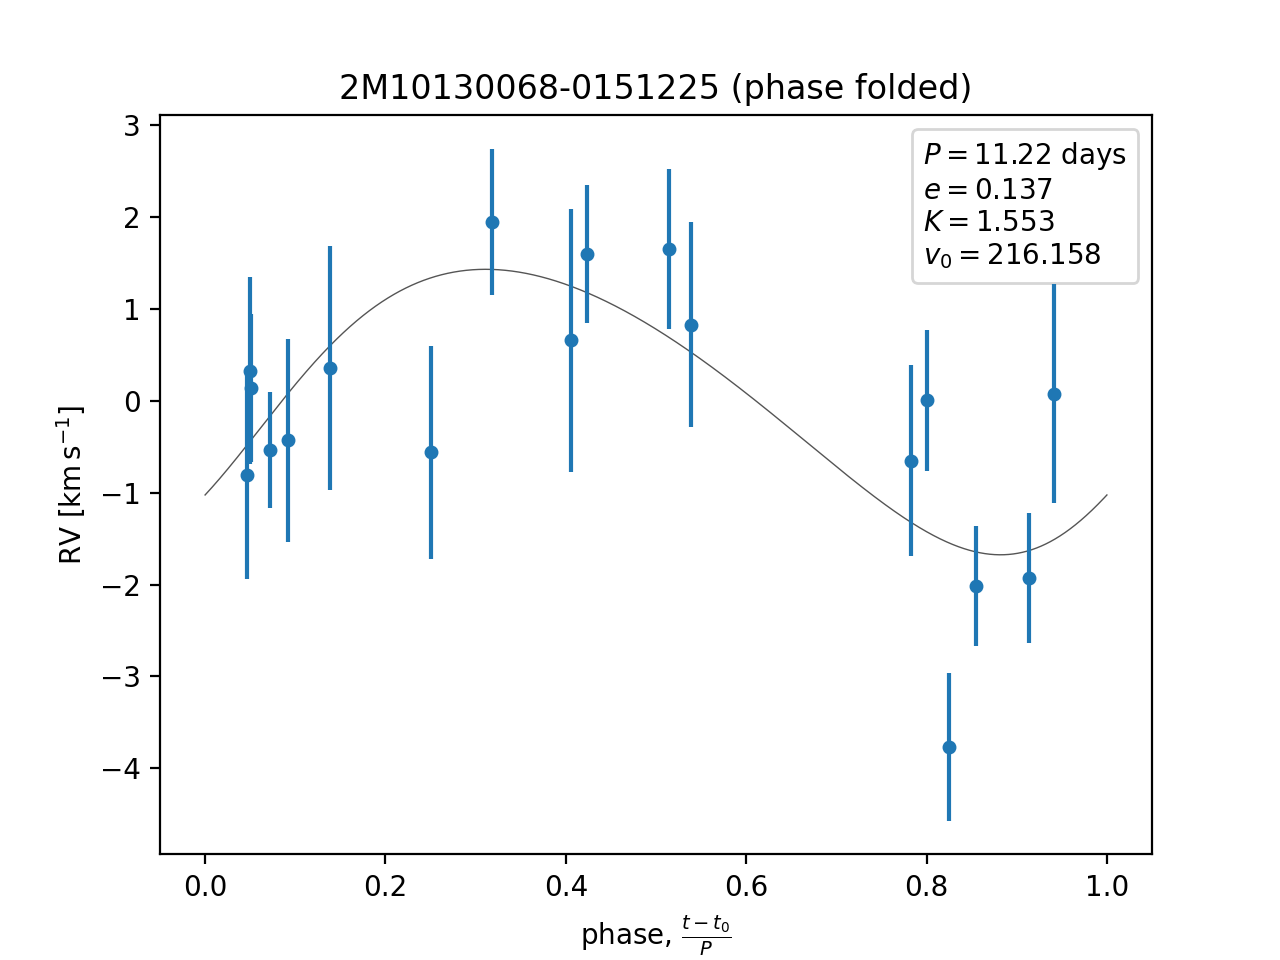 2M10130068-0151225 (phase folded)
P = 11.22 days
e = 0.137
K = 1.553
v₀ = 216.158
RV [km s⁻¹]
3
2
1
0
−1
−2
−3
−4
0.0 0.2 0.4 0.6 0.8 1.0
phase, (t − t₀)/P